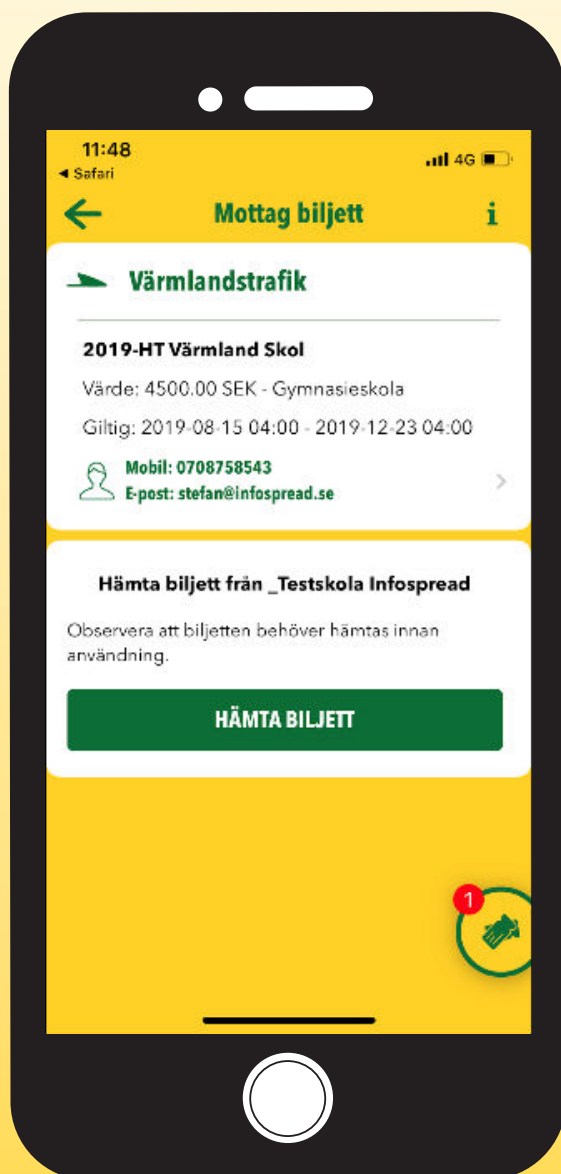 11:48
◄ Safari
4G
Mottag biljett
i
Värmlandstrafik
2019-HT Värmland Skol
Värde: 4500.00 SEK - Gymnasieskola
Giltig: 2019-08-15 04:00 - 2019-12-23 04:00
Mobil: 0708758543
E-post: stefan@infospread.se
Hämta biljett från _Testskola Infospread
Observera att biljetten behöver hämtas innan
användning.
HÄMTA BILJETT
1